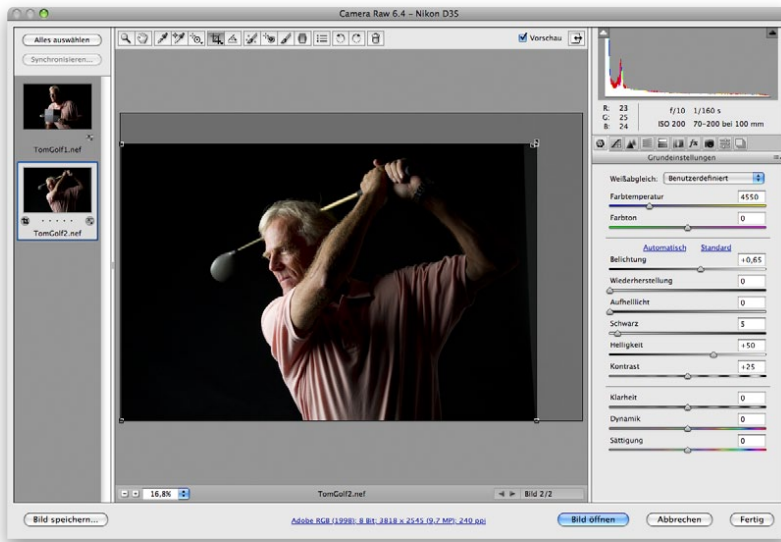 Camera Raw 6.4 – Nikon D3S
Alles auswählen
Synchronisieren...
TomGolf1.nef
TomGolf2.nef
Vorschau
R: 23
G: 25
B: 24
f/10 1/160 s
ISO 200 70-200 bei 100 mm
fx
Grundeinstellungen
Weißabgleich: Benutzerdefiniert
Farbtemperatur 4550
Farbton 0
Automatisch Standard
Belichtung +0,65
Wiederherstellung 0
Aufhelllicht 0
Schwarz 5
Helligkeit +50
Kontrast +25
Klarheit 0
Dynamik 0
Sättigung 0
16,8%
TomGolf2.nef
Bild 2/2
Bild speichern...
Adobe RGB (1998); 8 Bit; 3818 x 2545 (9,7 MP); 240 ppi
Bild öffnen
Abbrechen
Fertig